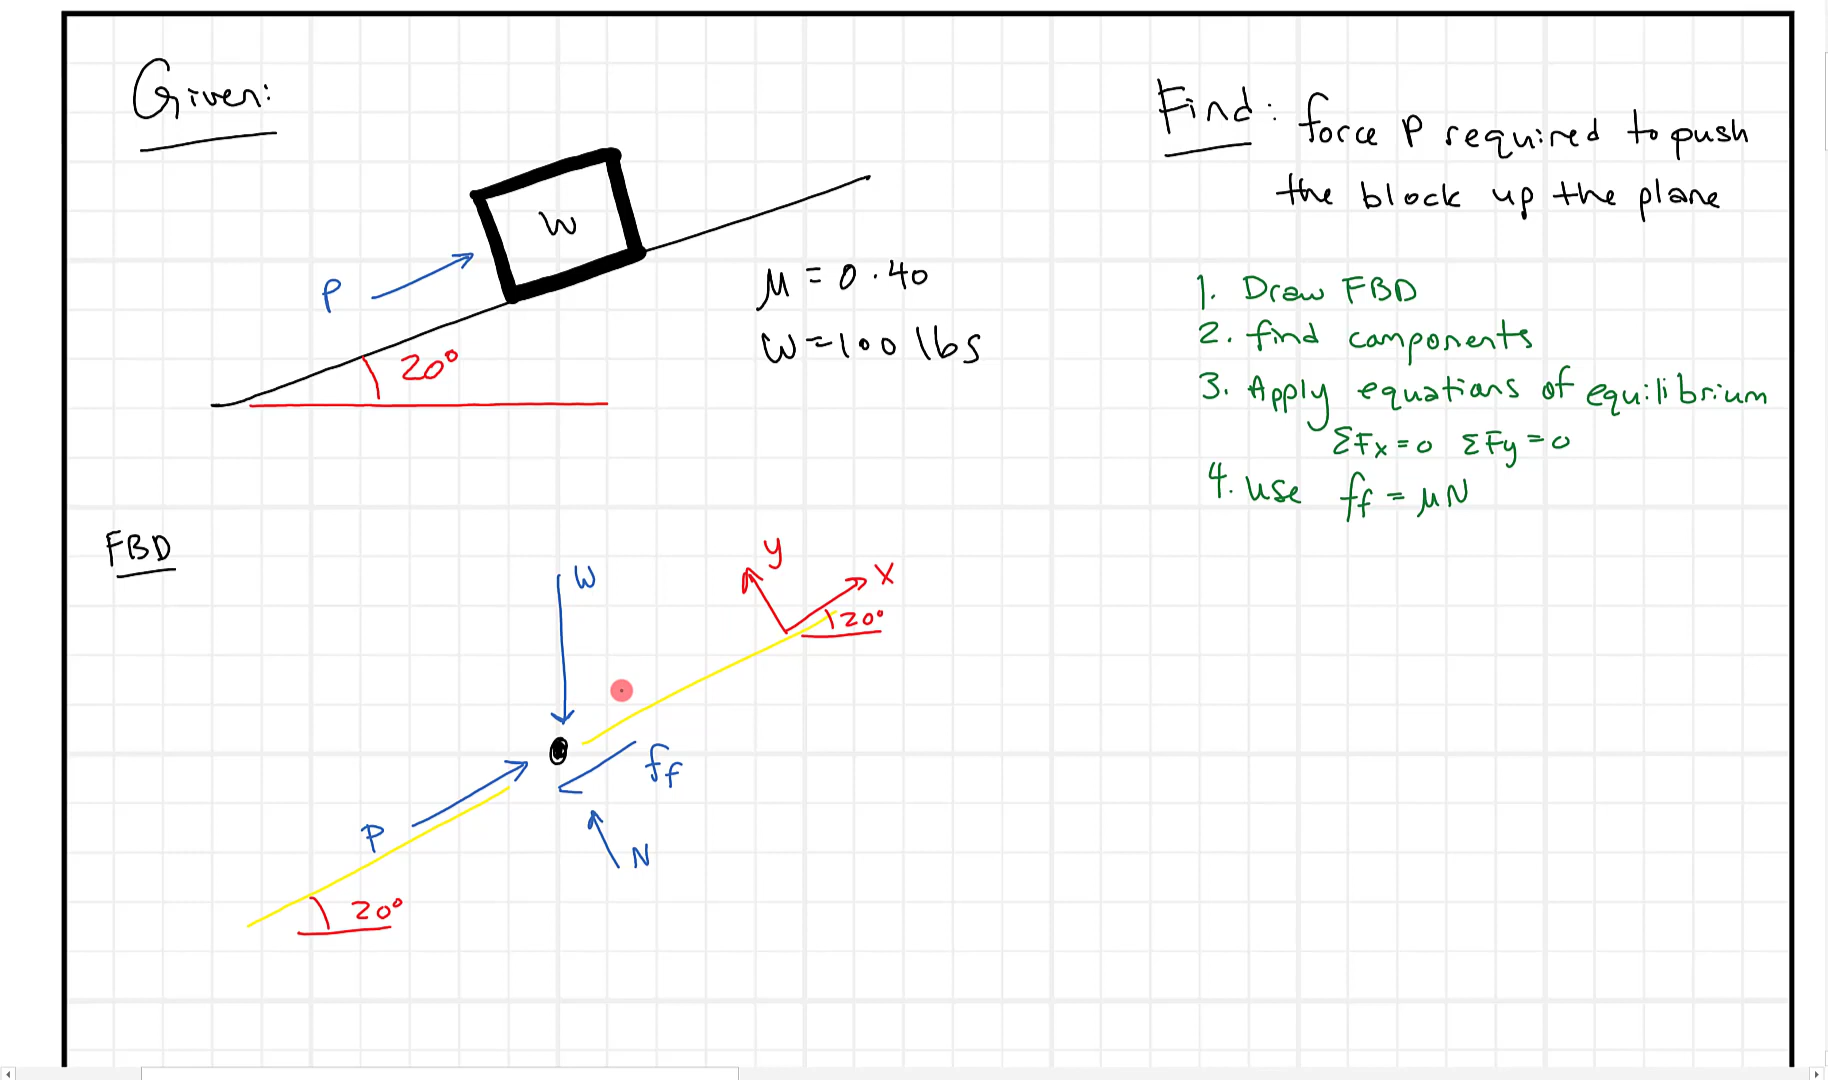 Given:
W
P
20°
μ = 0.40
W=100 lbs
Find: force P required to push
the block up the plane
1. Draw FBD
2. find components
3. Apply equations of equilibrium
ΣFx=0 ΣFy=0
4. use ff = μN
FBD
W
y
x
20°
ff
P
N
20°